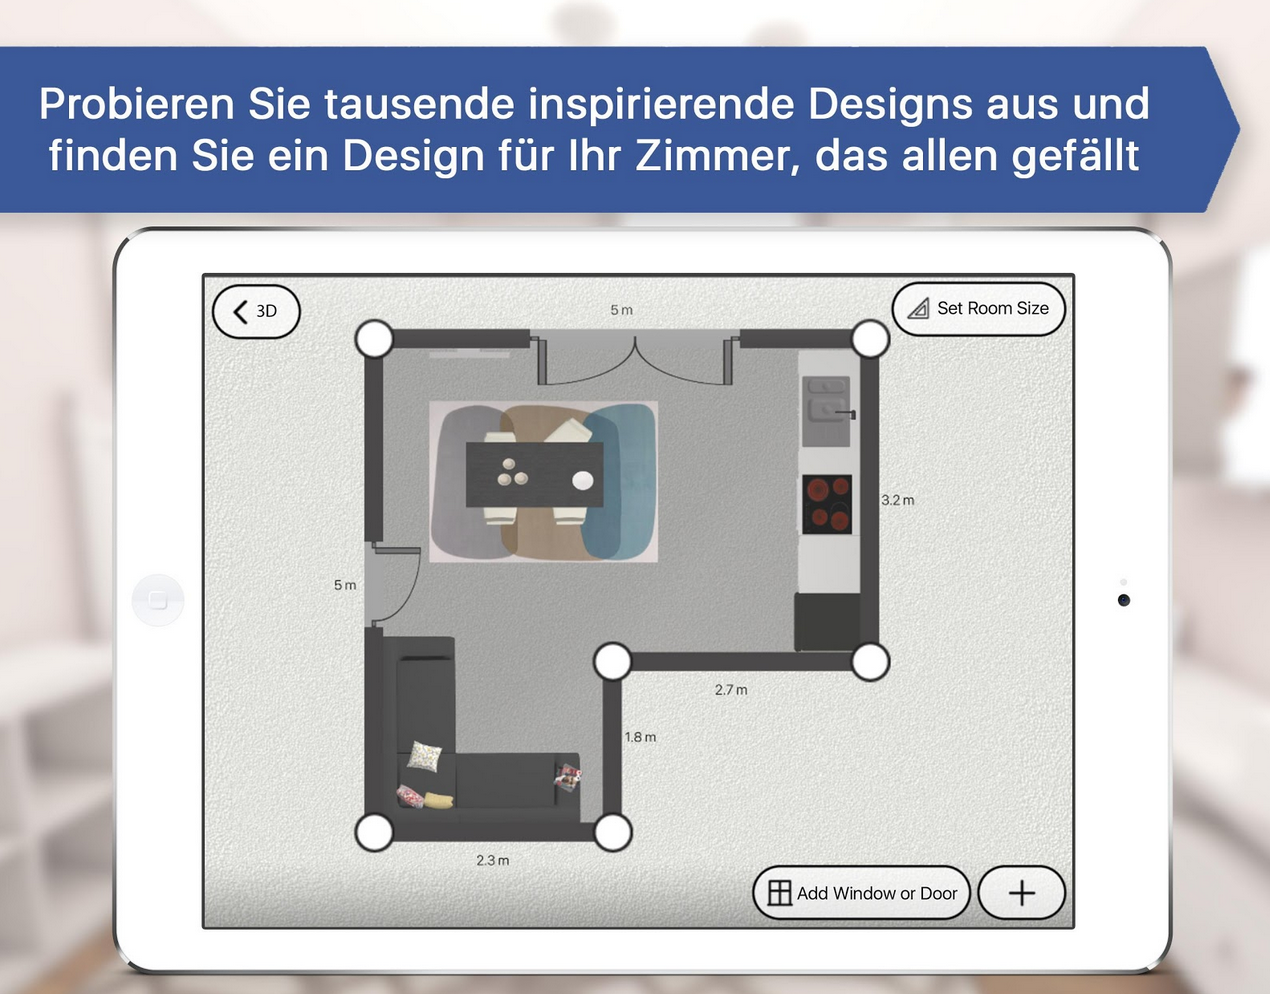 Probieren Sie tausende inspirierende Designs aus und
finden Sie ein Design für Ihr Zimmer, das allen gefällt
3D
5 m
Set Room Size
3.2 m
5 m
2.7 m
1.8 m
2.3 m
Add Window or Door